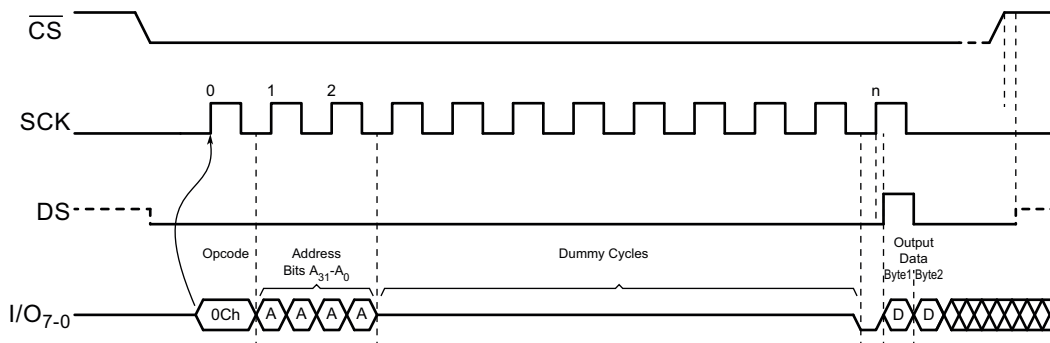 CS
0 1 2 n
SCK
DS
Opcode
Address
Bits A31-A0
Dummy Cycles
Output
Data
Byte1 Byte2
I/O7-0
0Ch A A A A D D